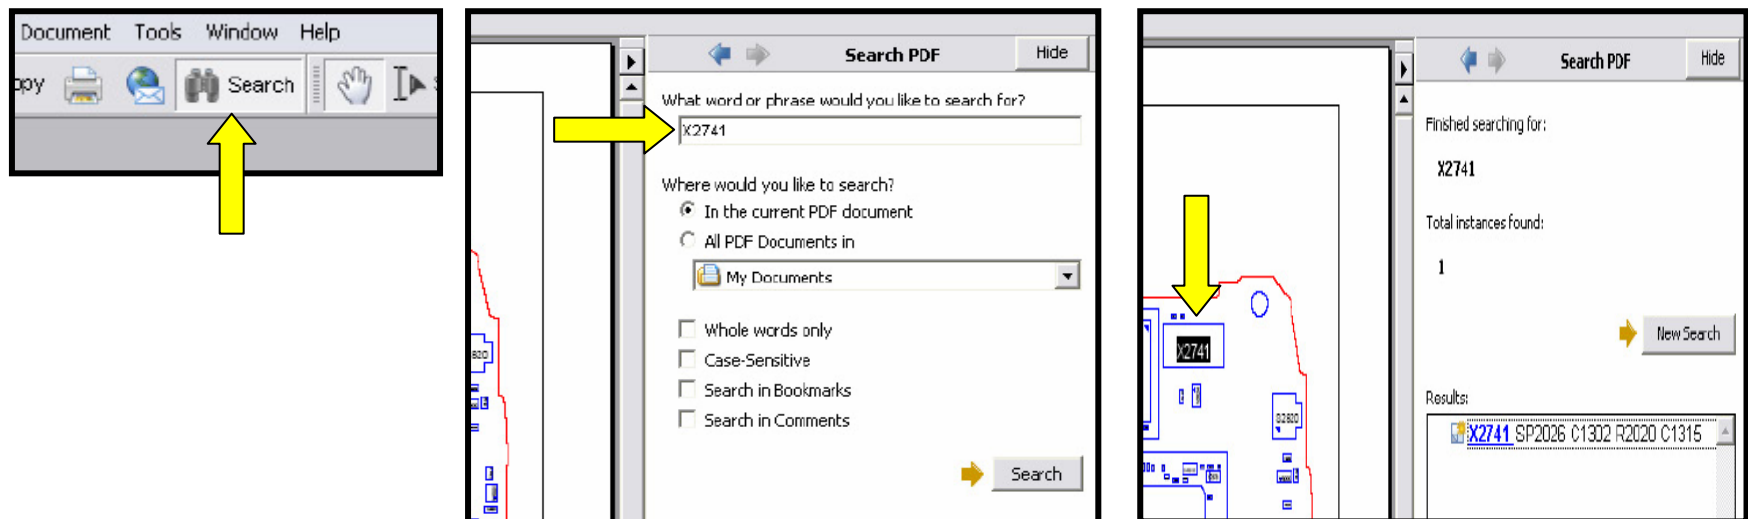 Document Tools Window Help
opy
Search
Search PDF
Hide
What word or phrase would you like to search for?
X2741
Where would you like to search?
In the current PDF document
All PDF Documents in
My Documents
Whole words only
Case-Sensitive
Search in Bookmarks
Search in Comments
Search
Search PDF
Hide
Finished searching for:
X2741
Total instances found:
1
New Search
Results:
X2741 SP2026 C1302 R2020 C1315
X2741